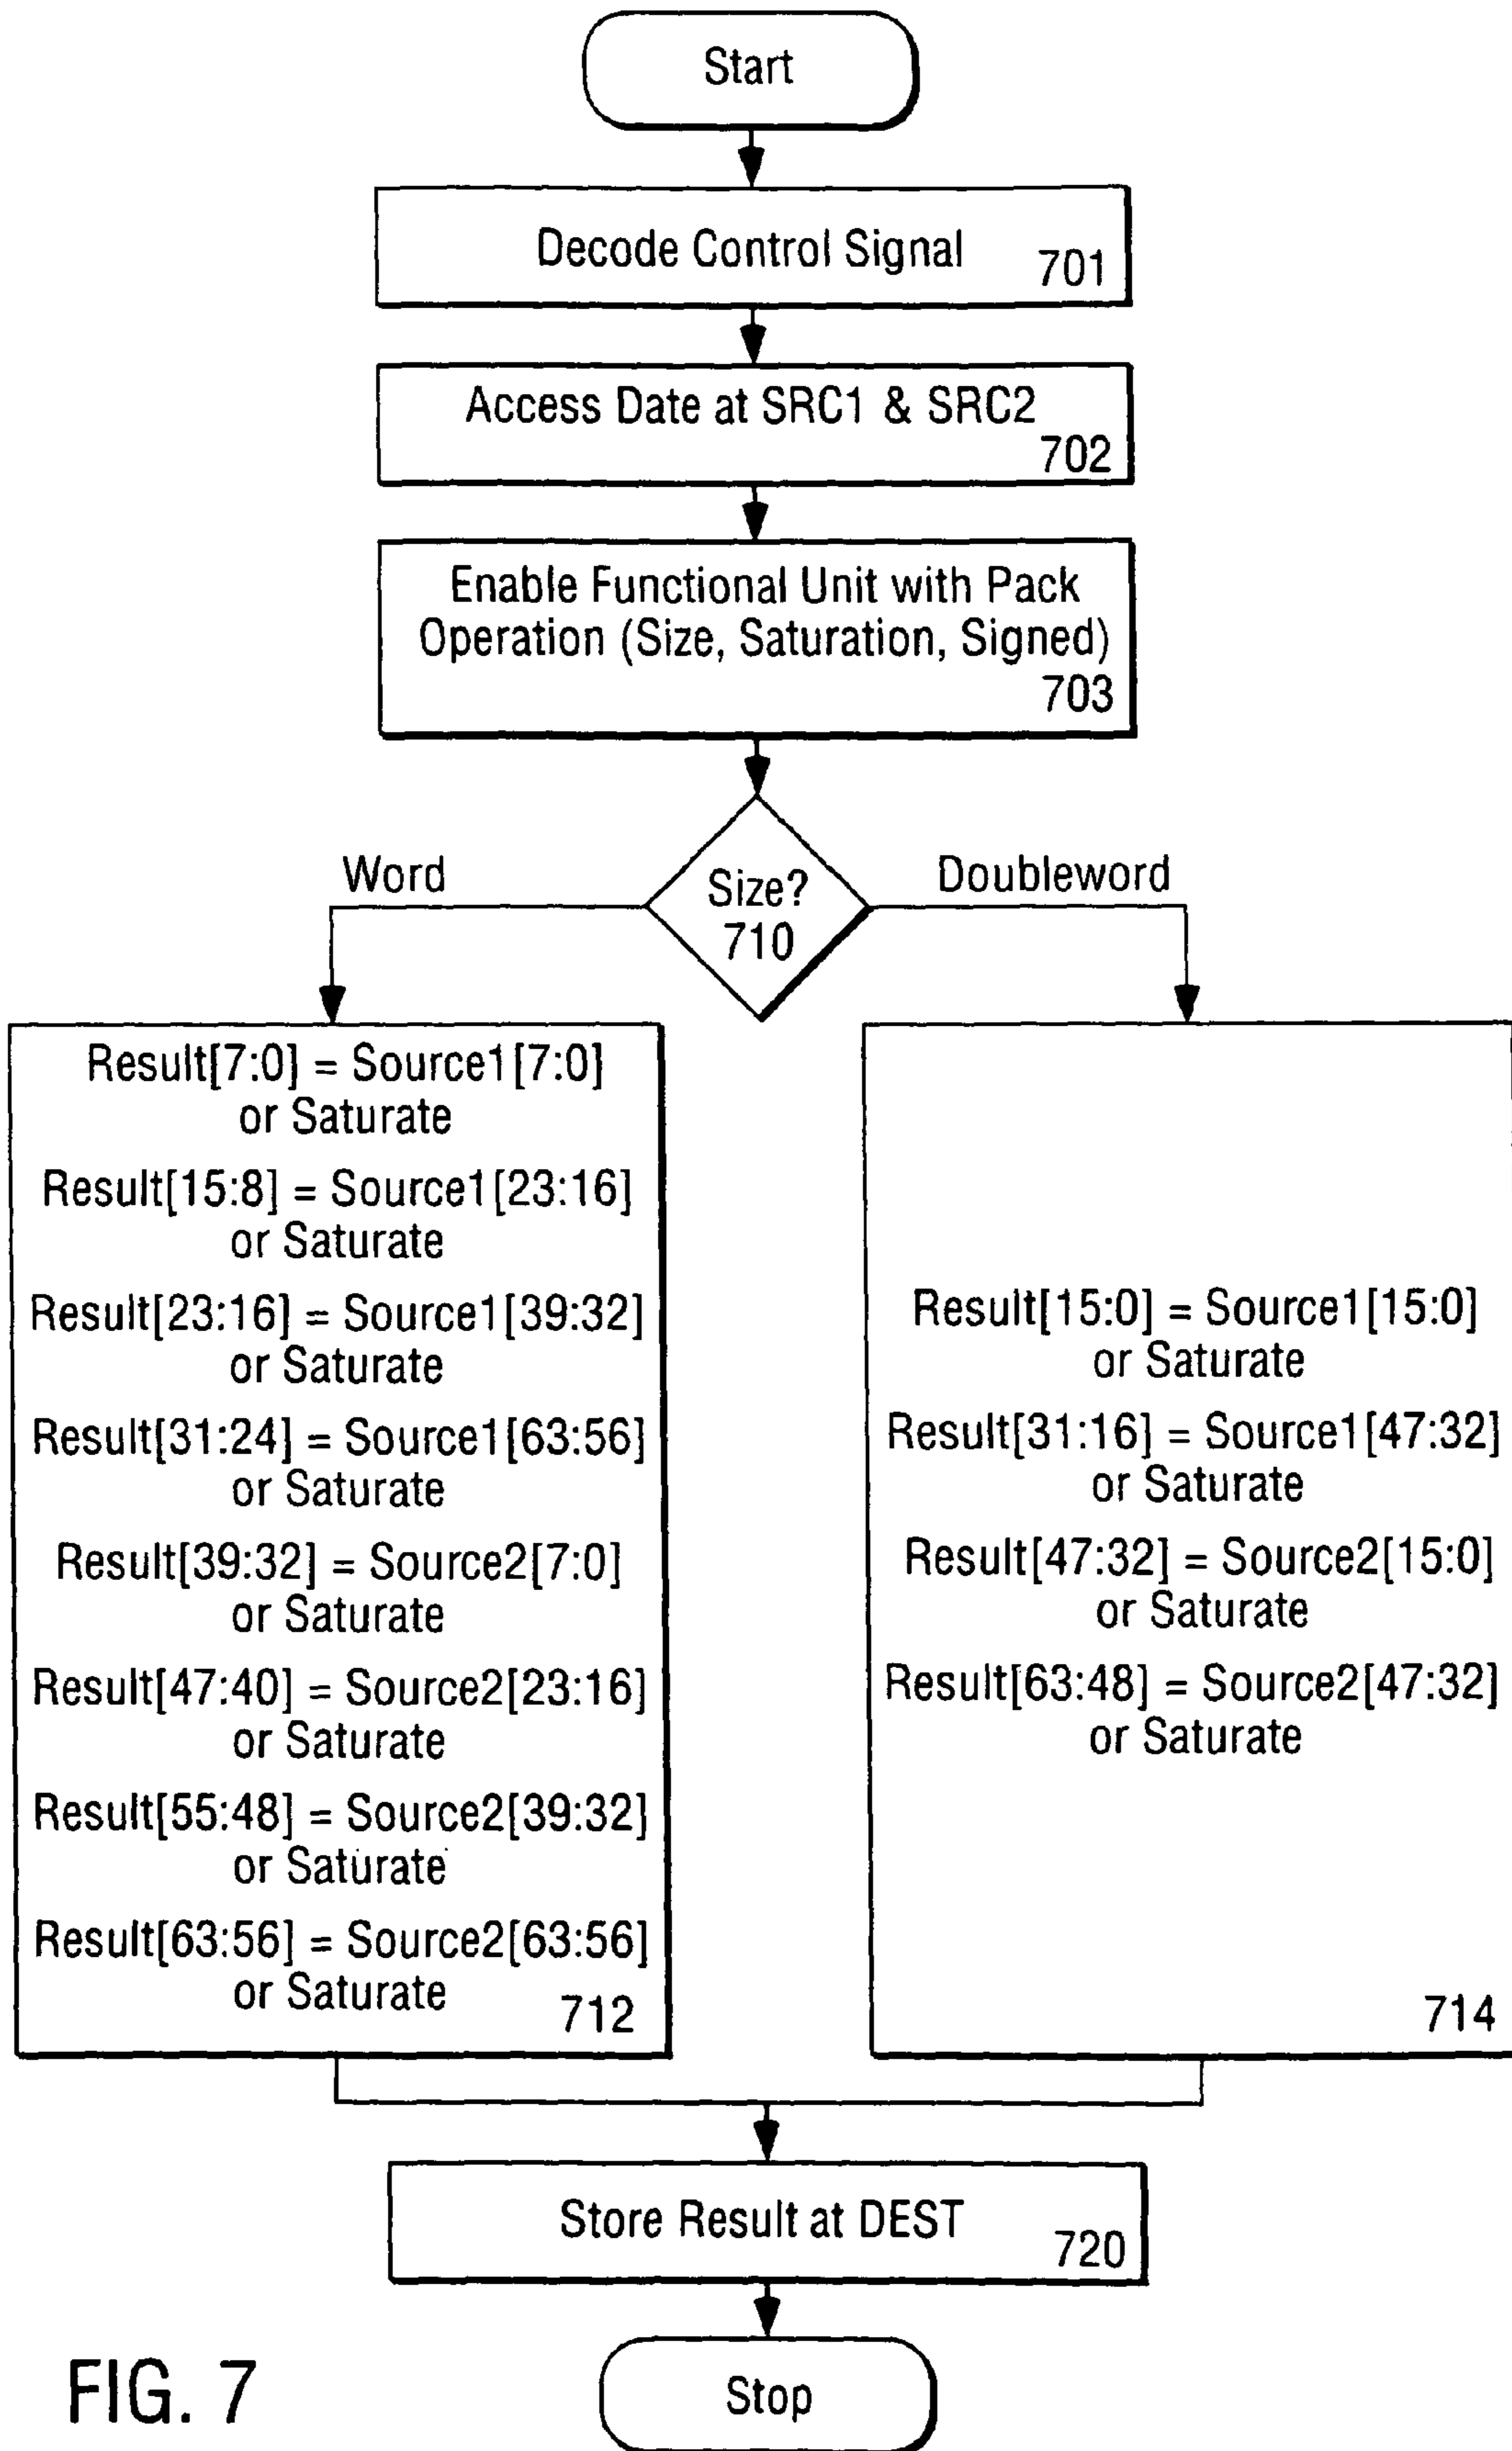 Start
Decode Control Signal
701
Access Date at SRC1 & SRC2
702
Enable Functional Unit with Pack
Operation (Size, Saturation, Signed)
703
Word
Size?
710
Doubleword
Result[7:0] = Source1[7:0]
or Saturate
Result[15:8] = Source1[23:16]
or Saturate
Result[23:16] = Source1[39:32]
or Saturate
Result[31:24] = Source1[63:56]
or Saturate
Result[39:32] = Source2[7:0]
or Saturate
Result[47:40] = Source2[23:16]
or Saturate
Result[55:48] = Source2[39:32]
or Saturate
Result[63:56] = Source2[63:56]
or Saturate
712
Result[15:0] = Source1[15:0]
or Saturate
Result[31:16] = Source1[47:32]
or Saturate
Result[47:32] = Source2[15:0]
or Saturate
Result[63:48] = Source2[47:32]
or Saturate
714
Store Result at DEST
720
Stop
FIG. 7